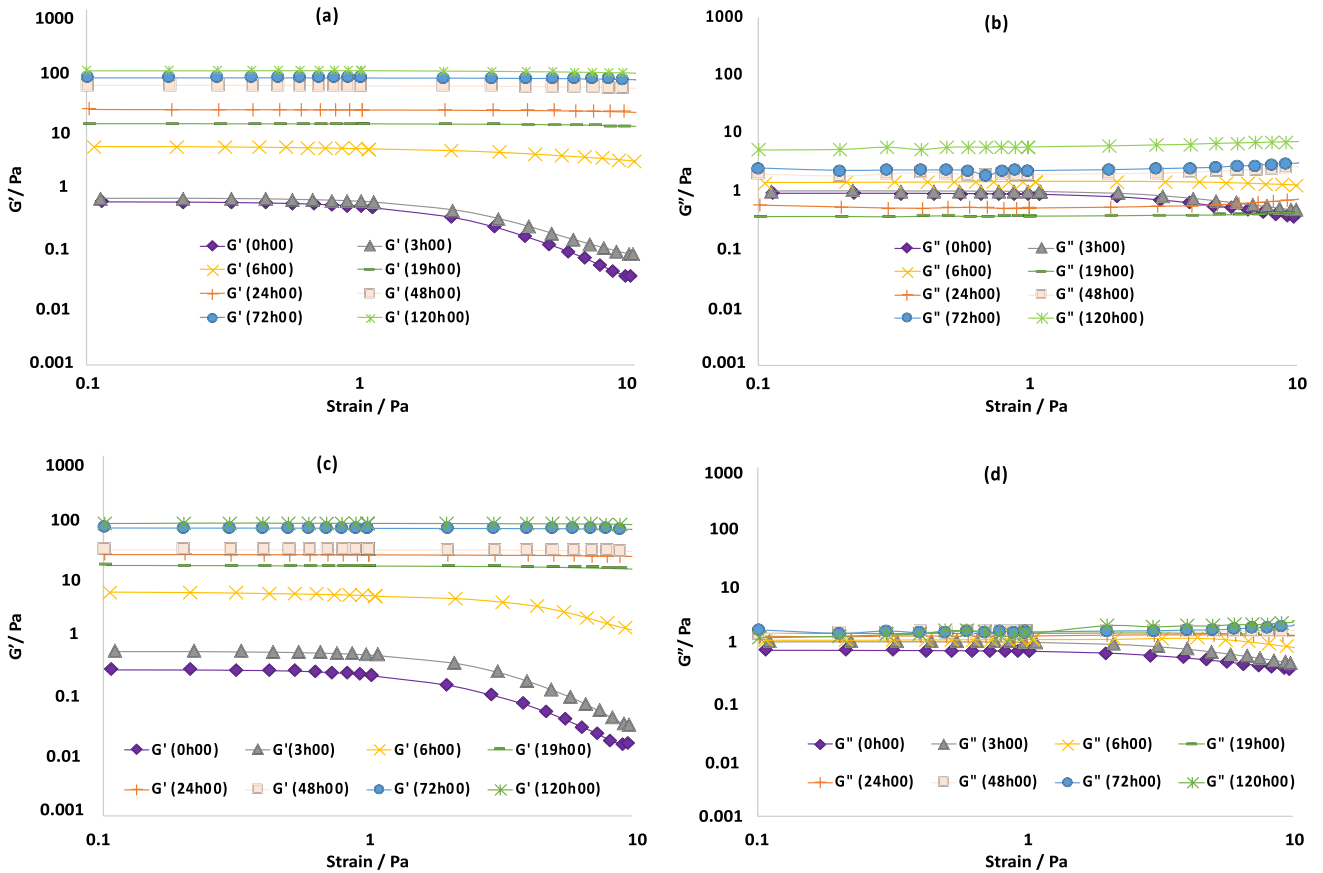 (a)
1000
100
10
1
0.1
0.01
0.001
G′/ Pa
G' (0h00) G' (3h00)
G' (6h00) G' (19h00)
G' (24h00) G' (48h00)
G' (72h00) G' (120h00)
0.1 1 10
Strain / Pa
(b)
1000
100
10
1
0.1
0.01
0.001
G″/ Pa
G" (0h00) G" (3h00)
G" (6h00) G" (19h00)
G" (24h00) G" (48h00)
G" (72h00) G" (120h00)
0.1 1 10
Strain / Pa
(c)
1000
100
10
1
0.1
0.01
0.001
G′/ Pa
G' (0h00) G'(3h00) G' (6h00) G' (19h00)
G' (24h00) G' (48h00) G' (72h00) G' (120h00)
0.1 1 10
Strain / Pa
(d)
1000
100
10
1
0.1
0.01
0.001
G″/ Pa
G" (0h00) G" (3h00) G" (6h00) G" (19h00)
G" (24h00) G" (48h00) G" (72h00) G" (120h00)
0.1 1 10
Strain / Pa